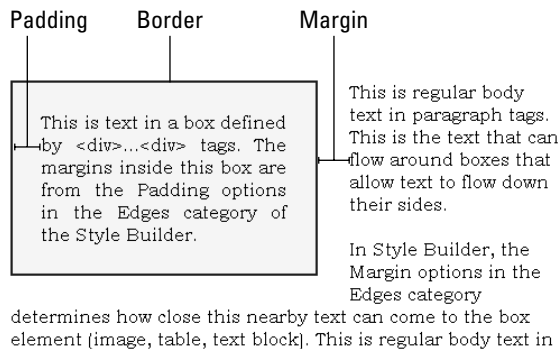 Padding Border Margin
This is text in a box defined
by <div>...<div> tags. The
margins inside this box are
from the Padding options
in the Edges category of
the Style Builder.
This is regular body
text in paragraph tags.
This is the text that can
flow around boxes that
allow text to flow down
their sides.
In Style Builder, the
Margin options in the
Edges category
determines how close this nearby text can come to the box
element (image, table, text block). This is regular body text in